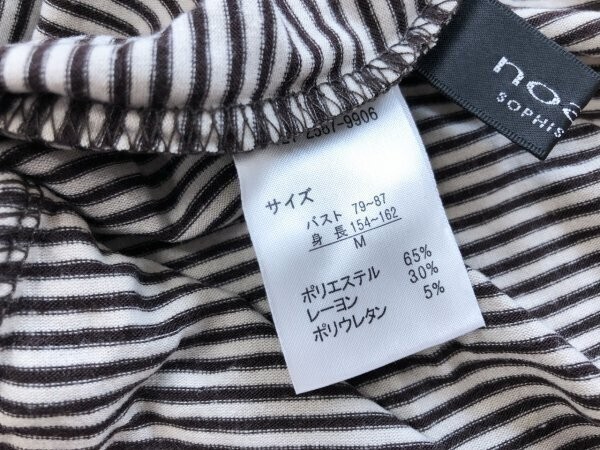 サイズ
バスト 79~87
身長 154~162
M
ポリエステル 65%
レーヨン 30%
ポリウレタン 5%